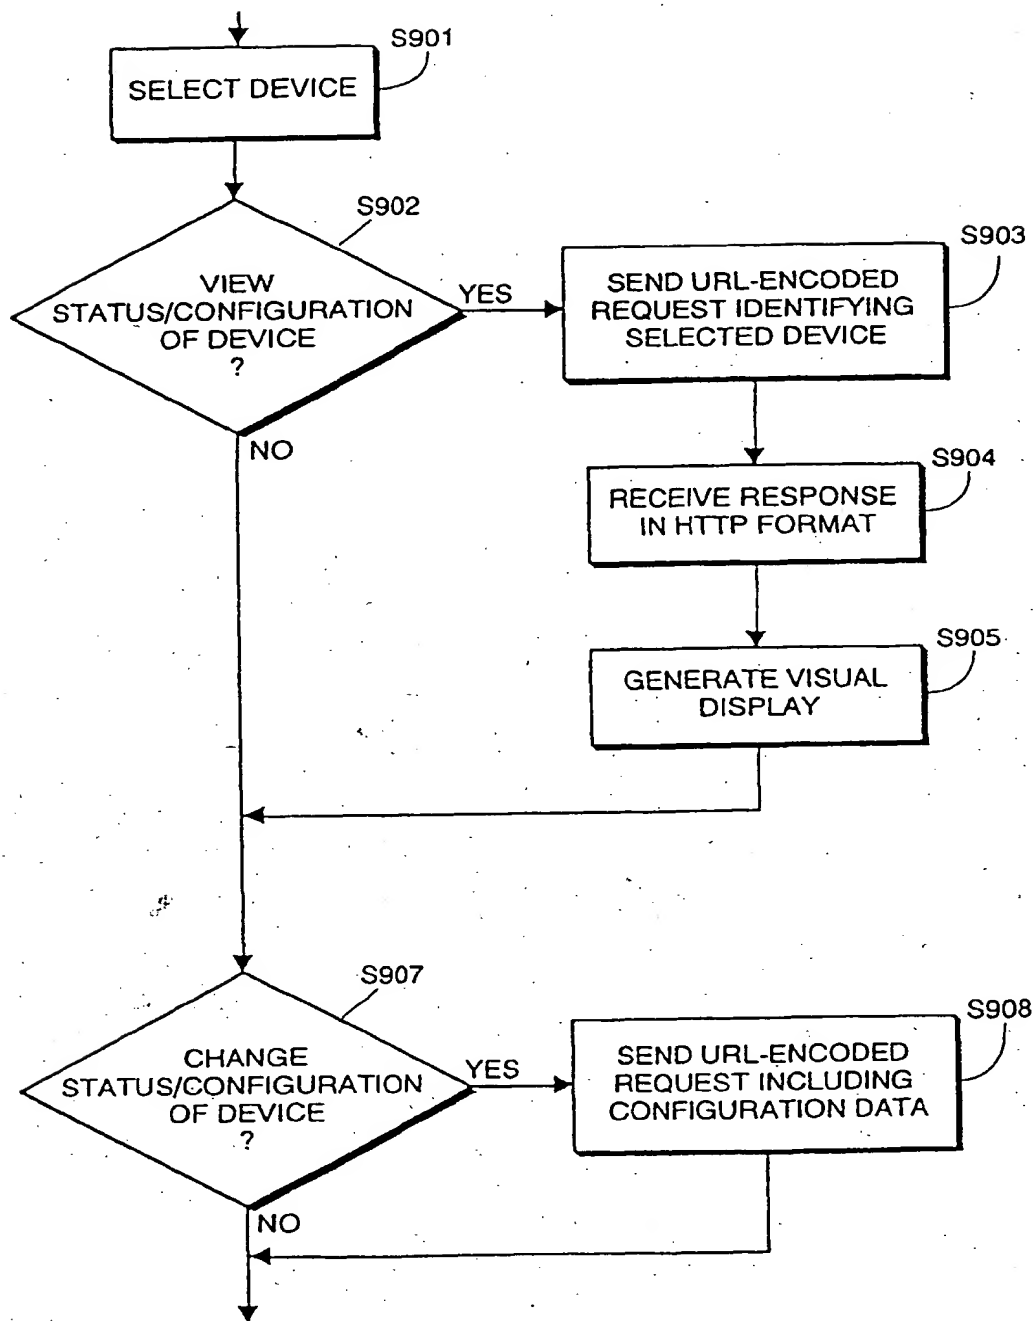 S901
SELECT DEVICE
S902
VIEW
STATUS/CONFIGURATION
OF DEVICE
?
YES
NO
S903
SEND URL-ENCODED
REQUEST IDENTIFYING
SELECTED DEVICE
S904
RECEIVE RESPONSE
IN HTTP FORMAT
S905
GENERATE VISUAL
DISPLAY
S907
CHANGE
STATUS/CONFIGURATION
OF DEVICE
?
YES
NO
S908
SEND URL-ENCODED
REQUEST INCLUDING
CONFIGURATION DATA